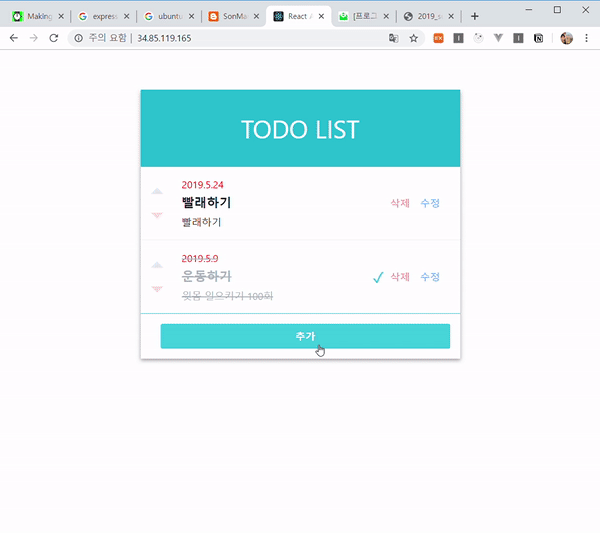 Making
express
ubuntu
SonMa
React A
[프로그
2019_s
주의 요함 | 34.85.119.165
TODO LIST
2019.5.24
빨래하기
빨래하기
삭제 수정
2019.5.9
운동하기
윗몸 일으키기 100회
삭제 수정
추가